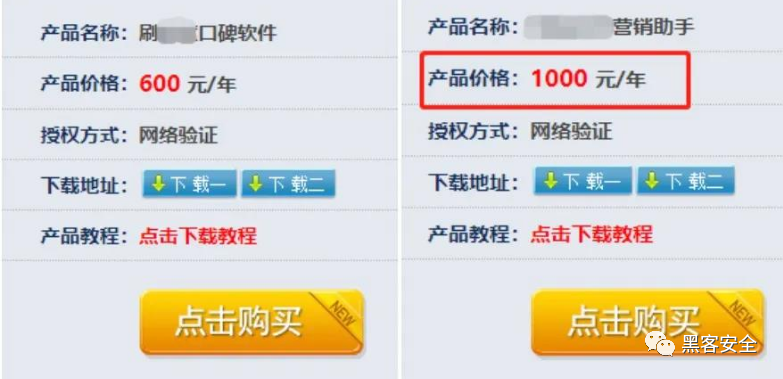 产品名称：刷 口碑软件
产品价格：600 元/年
授权方式：网络验证
下载地址：下 载一 下 载二
产品教程：点击下载教程
点击购买 NEW
产品名称： 营销助手
产品价格：1000 元/年
授权方式：网络验证
下载地址：下 载一 下 载二
产品教程：点击下载教程
点击购买 NEW
黑客安全